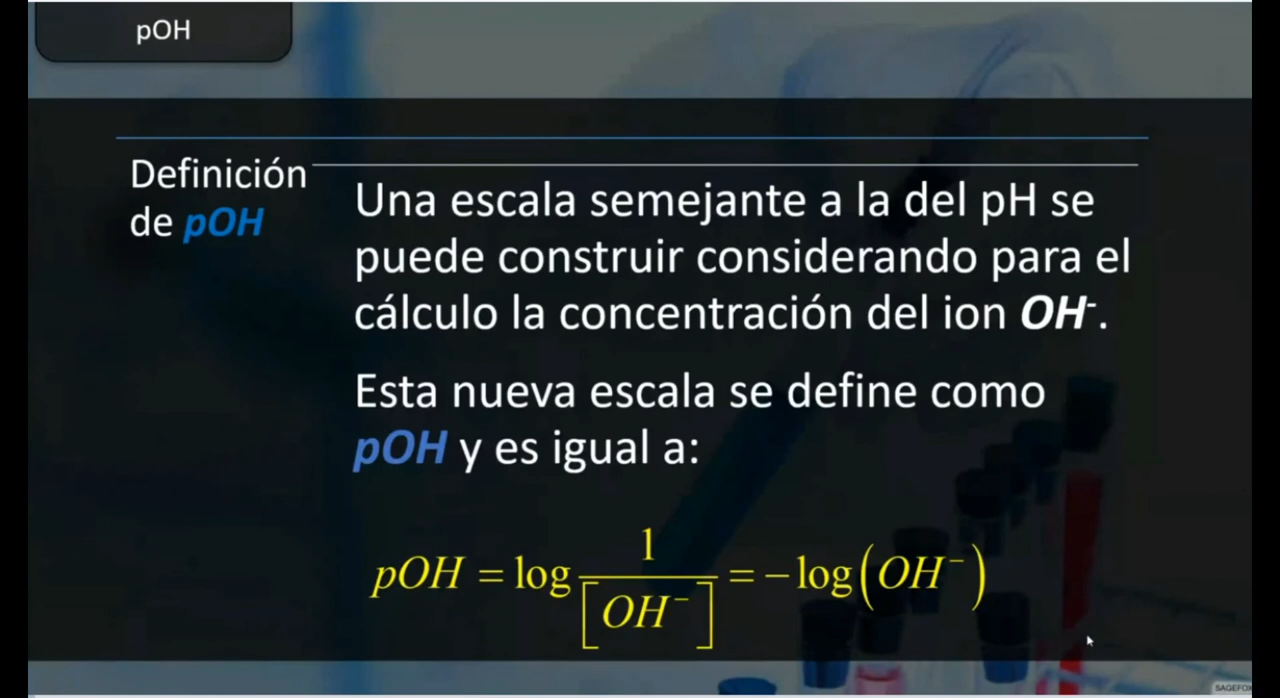 pOH
Definición
de pOH
Una escala semejante a la del pH se
puede construir considerando para el
cálculo la concentración del ion OH⁻.
Esta nueva escala se define como
pOH y es igual a:
pOH = log 1/[OH⁻] = −log(OH⁻)
SAGEFOX